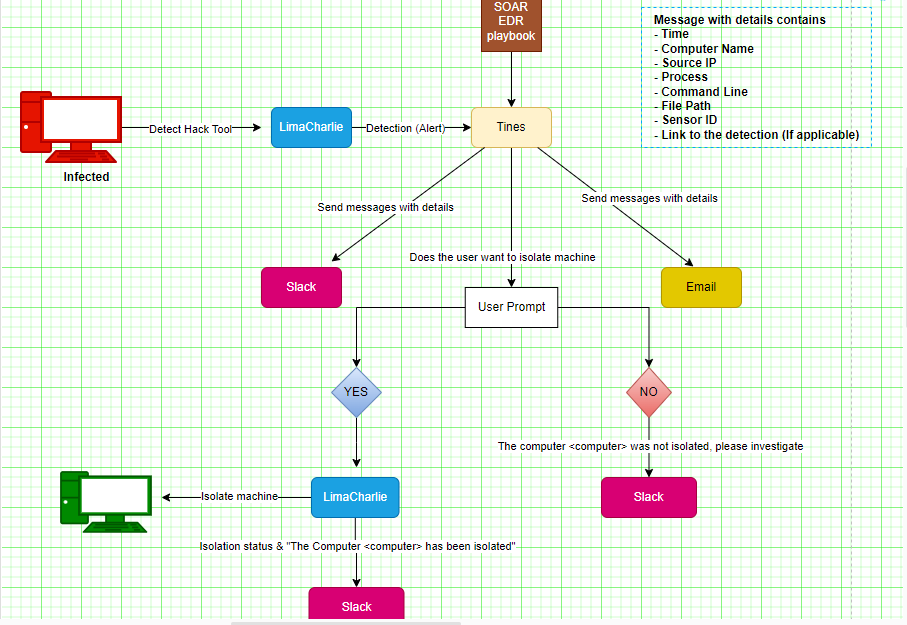 SOAR
EDR
playbook
Message with details contains
- Time
- Computer Name
- Source IP
- Process
- Command Line
- File Path
- Sensor ID
- Link to the detection (If applicable)
Detect Hack Tool
LimaCharlie
Detection (Alert)
Tines
Infected
Send messages with details
Send messages with details
Does the user want to isolate machine
Slack
Email
User Prompt
YES
NO
The computer <computer> was not isolated, please investigate
Isolate machine
LimaCharlie
Slack
Isolation status & "The Computer <computer> has been isolated"
Slack